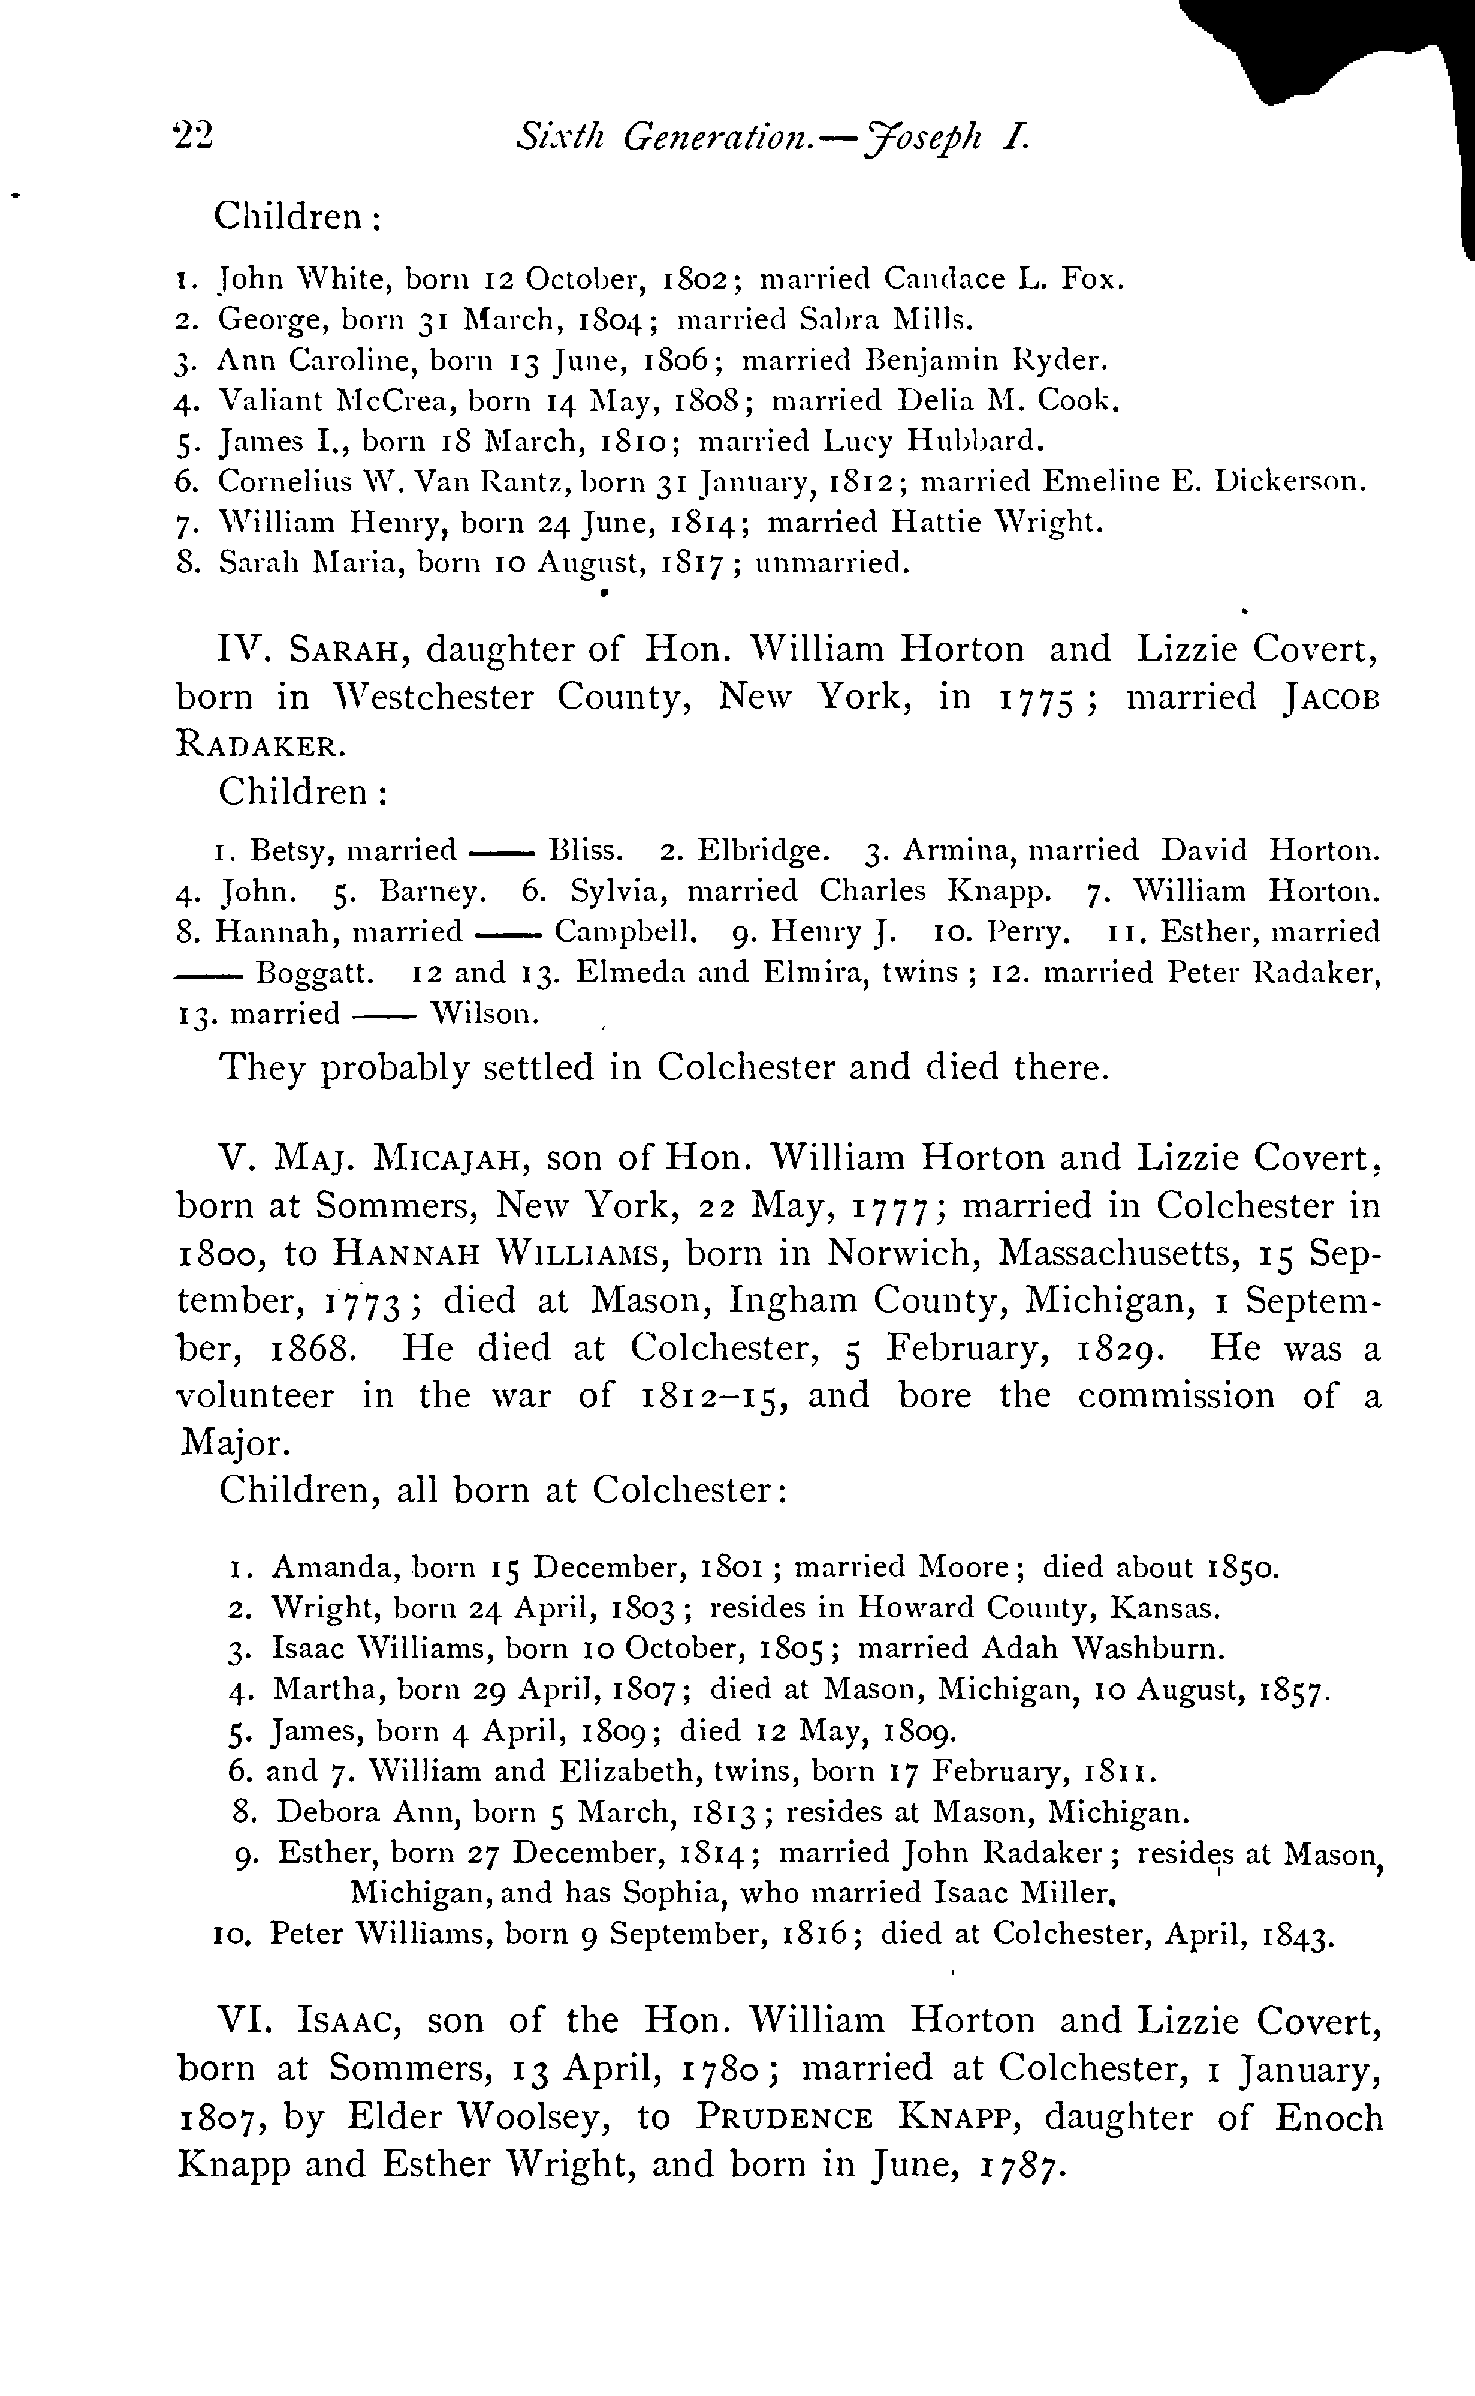 22 Sixth Generation.—Joseph I.
Children :
1. John White, born 12 October, 1802; married Candace L. Fox.
2. George, born 31 March, 1804; married Sabra Mills.
3. Ann Caroline, born 13 June, 1806; married Benjamin Ryder.
4. Valiant McCrea, born 14 May, 1808; married Delia M. Cook.
5. James I., born 18 March, 1810; married Lucy Hubbard.
6. Cornelius W. Van Rantz, born 31 January, 1812; married Emeline E. Dickerson.
7. William Henry, born 24 June, 1814; married Hattie Wright.
8. Sarah Maria, born 10 August, 1817; unmarried.
IV. SARAH, daughter of Hon. William Horton and Lizzie Covert,
born in Westchester County, New York, in 1775; married JACOB
RADAKER.
Children :
1. Betsy, married —— Bliss. 2. Elbridge. 3. Armina, married David Horton.
4. John. 5. Barney. 6. Sylvia, married Charles Knapp. 7. William Horton.
8. Hannah, married —— Campbell. 9. Henry J. 10. Perry. 11. Esther, married
—— Boggatt. 12 and 13. Elmeda and Elmira, twins; 12. married Peter Radaker,
13. married —— Wilson.
They probably settled in Colchester and died there.
V. MAJ. MICAJAH, son of Hon. William Horton and Lizzie Covert,
born at Sommers, New York, 22 May, 1777; married in Colchester in
1800, to HANNAH WILLIAMS, born in Norwich, Massachusetts, 15 Sep-
tember, 1773; died at Mason, Ingham County, Michigan, 1 Septem-
ber, 1868. He died at Colchester, 5 February, 1829. He was a
volunteer in the war of 1812–15, and bore the commission of a
Major.
Children, all born at Colchester:
1. Amanda, born 15 December, 1801; married Moore; died about 1850.
2. Wright, born 24 April, 1803; resides in Howard County, Kansas.
3. Isaac Williams, born 10 October, 1805; married Adah Washburn.
4. Martha, born 29 April, 1807; died at Mason, Michigan, 10 August, 1857.
5. James, born 4 April, 1809; died 12 May, 1809.
6. and 7. William and Elizabeth, twins, born 17 February, 1811.
8. Debora Ann, born 5 March, 1813; resides at Mason, Michigan.
9. Esther, born 27 December, 1814; married John Radaker; resides at Mason,
Michigan, and has Sophia, who married Isaac Miller.
10. Peter Williams, born 9 September, 1816; died at Colchester, April, 1843.
VI. ISAAC, son of the Hon. William Horton and Lizzie Covert,
born at Sommers, 13 April, 1780; married at Colchester, 1 January,
1807, by Elder Woolsey, to PRUDENCE KNAPP, daughter of Enoch
Knapp and Esther Wright, and born in June, 1787.